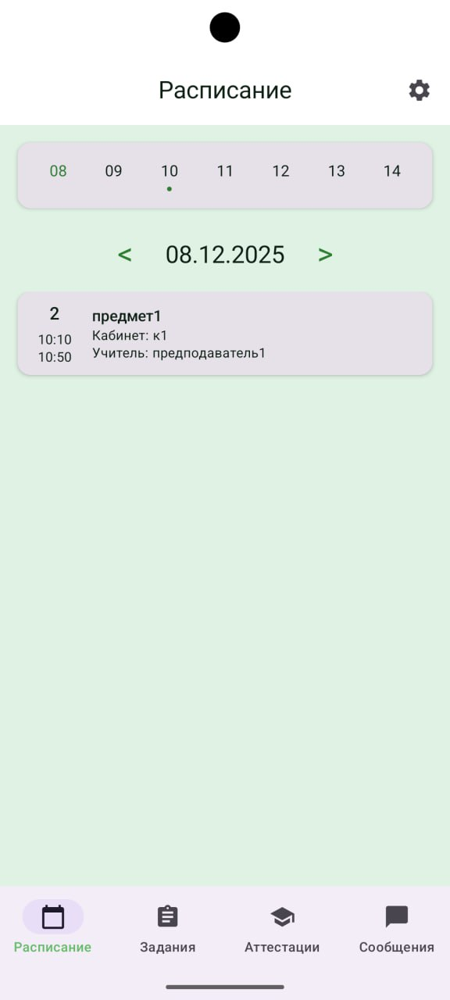 Расписание
08 09 10 11 12 13 14
< 08.12.2025 >
2
10:10
10:50
предмет1
Кабинет: к1
Учитель: предподаватель1
Расписание Задания Аттестации Сообщения